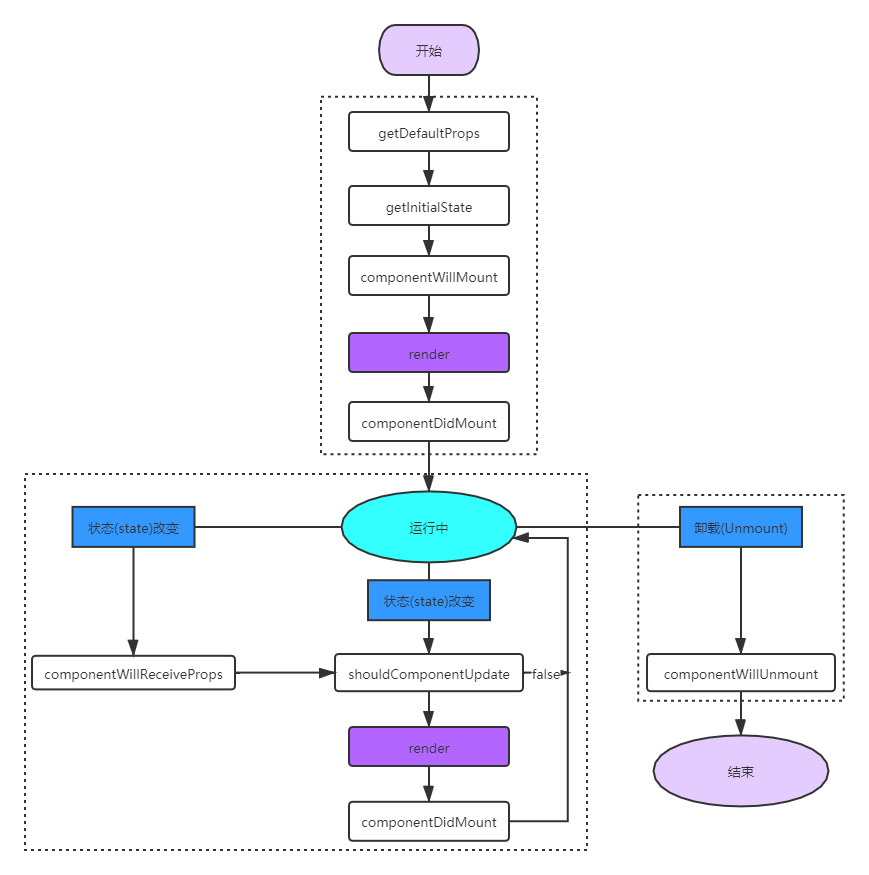 开始
getDefaultProps
getInitialState
componentWillMount
render
componentDidMount
运行中
状态(state)改变
卸载(Unmount)
状态(state)改变
componentWillReceiveProps
shouldComponentUpdate
false
componentWillUnmount
render
结束
componentDidMount